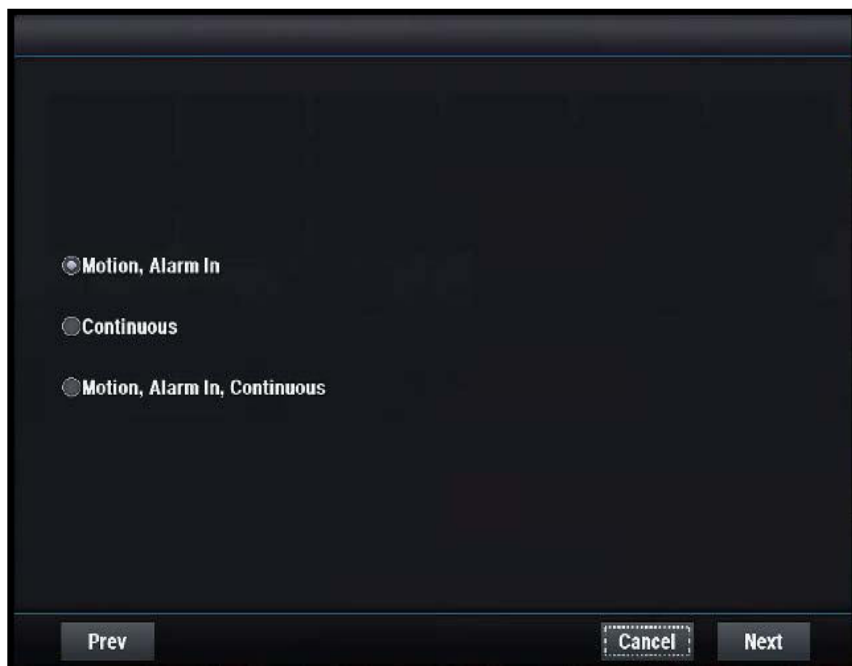 Motion, Alarm In
Continuous
Motion, Alarm In, Continuous
Prev
Cancel
Next